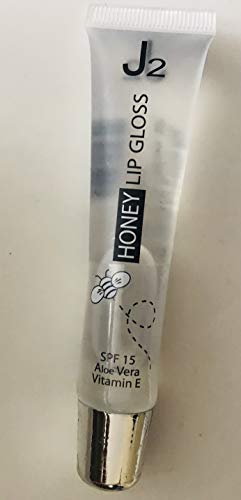 J2
HONEY LIP GLOSS
SPF 15
Aloe Vera
Vitamin E